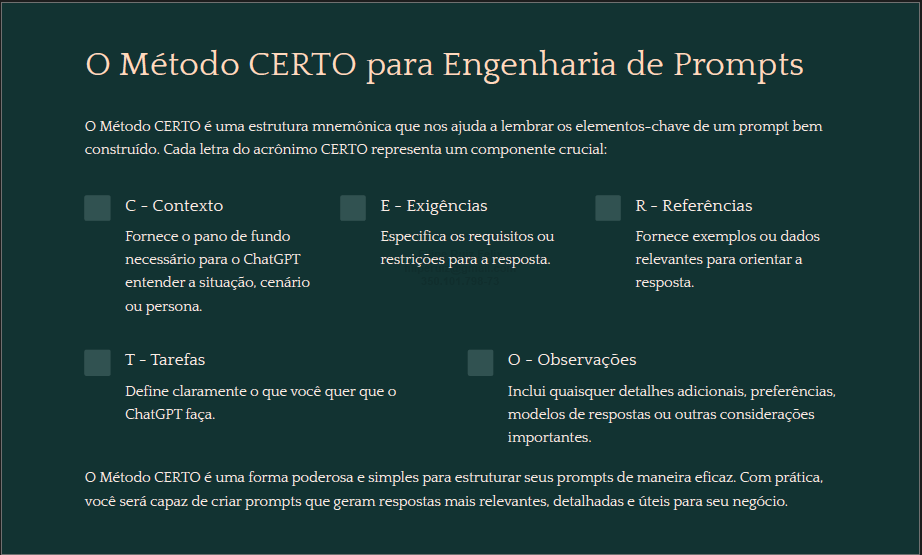 O Método CERTO para Engenharia de Prompts
O Método CERTO é uma estrutura mnemônica que nos ajuda a lembrar os elementos-chave de um prompt bem
construído. Cada letra do acrônimo CERTO representa um componente crucial:
C - Contexto
Fornece o pano de fundo
necessário para o ChatGPT
entender a situação, cenário
ou persona.
E - Exigências
Especifica os requisitos ou
restrições para a resposta.
R - Referências
Fornece exemplos ou dados
relevantes para orientar a
resposta.
T - Tarefas
Define claramente o que você quer que o
ChatGPT faça.
O - Observações
Inclui quaisquer detalhes adicionais, preferências,
modelos de respostas ou outras considerações
importantes.
O Método CERTO é uma forma poderosa e simples para estruturar seus prompts de maneira eficaz. Com prática,
você será capaz de criar prompts que geram respostas mais relevantes, detalhadas e úteis para seu negócio.